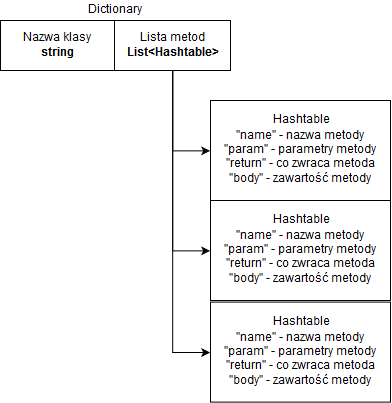 Dictionary
Nazwa klasy
string
Lista metod
List<Hashtable>
Hashtable
"name" - nazwa metody
"param" - parametry metody
"return" - co zwraca metoda
"body" - zawartość metody
Hashtable
"name" - nazwa metody
"param" - parametry metody
"return" - co zwraca metoda
"body" - zawartość metody
Hashtable
"name" - nazwa metody
"param" - parametry metody
"return" - co zwraca metoda
"body" - zawartość metody